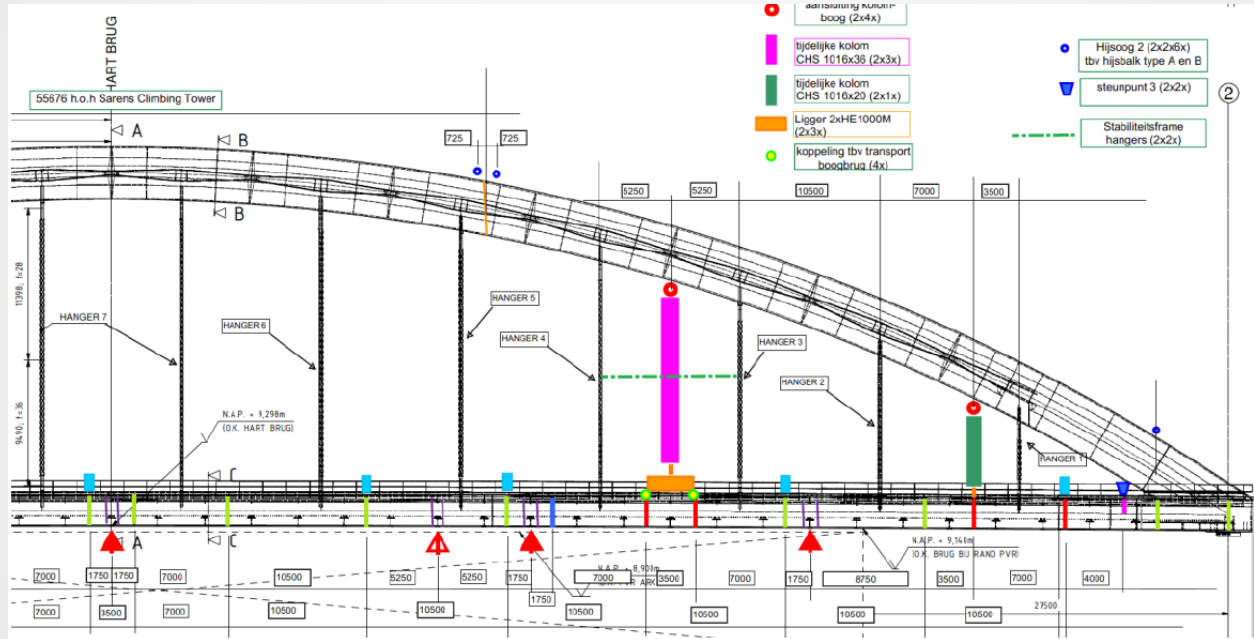 HART BRUG
55676 h.o.h Sarens Climbing Tower
A
B
B
725
725
aansluiting kolom-
boog (2x4x)
tijdelijke kolom
CHS 1016x36 (2x3x)
tijdelijke kolom
CHS 1016x20 (2x1x)
Ligger 2xHE1000M
(2x3x)
koppeling tbv transport
boogbrug (4x)
Hijsoog 2 (2x2x6x)
tbv hijsbalk type A en B
steunpunt 3 (2x2x)
Stabiliteitsframe
hangers (2x2x)
2
5250
5250
10500
7000
3500
11398; t=28
9490; t=36
HANGER 7
HANGER 6
HANGER 5
HANGER 4
HANGER 3
HANGER 2
HANGER 1
N.A.P. + 9,298m
(O.K. HART BRUG)
C
A
C
N.A.P. + 9,148m
(O.K. BRUG BIJ RAND PVR)
7000
1750
1750
7000
10500
5250
5250
1750
7000
3500
7000
1750
8750
3500
7000
4000
1750
7000
3500
7000
10500
10500
10500
10500
10500
10500
27500